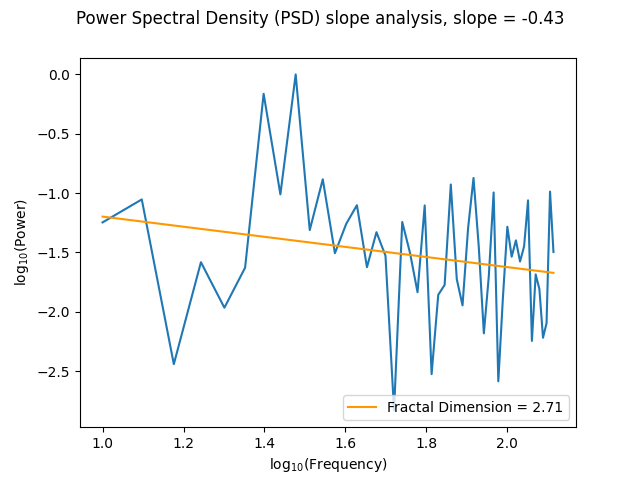 Power Spectral Density (PSD) slope analysis, slope = -0.43
0.0
−0.5
−1.0
−1.5
−2.0
−2.5
log₁₀(Power)
Fractal Dimension = 2.71
1.0 1.2 1.4 1.6 1.8 2.0
log₁₀(Frequency)